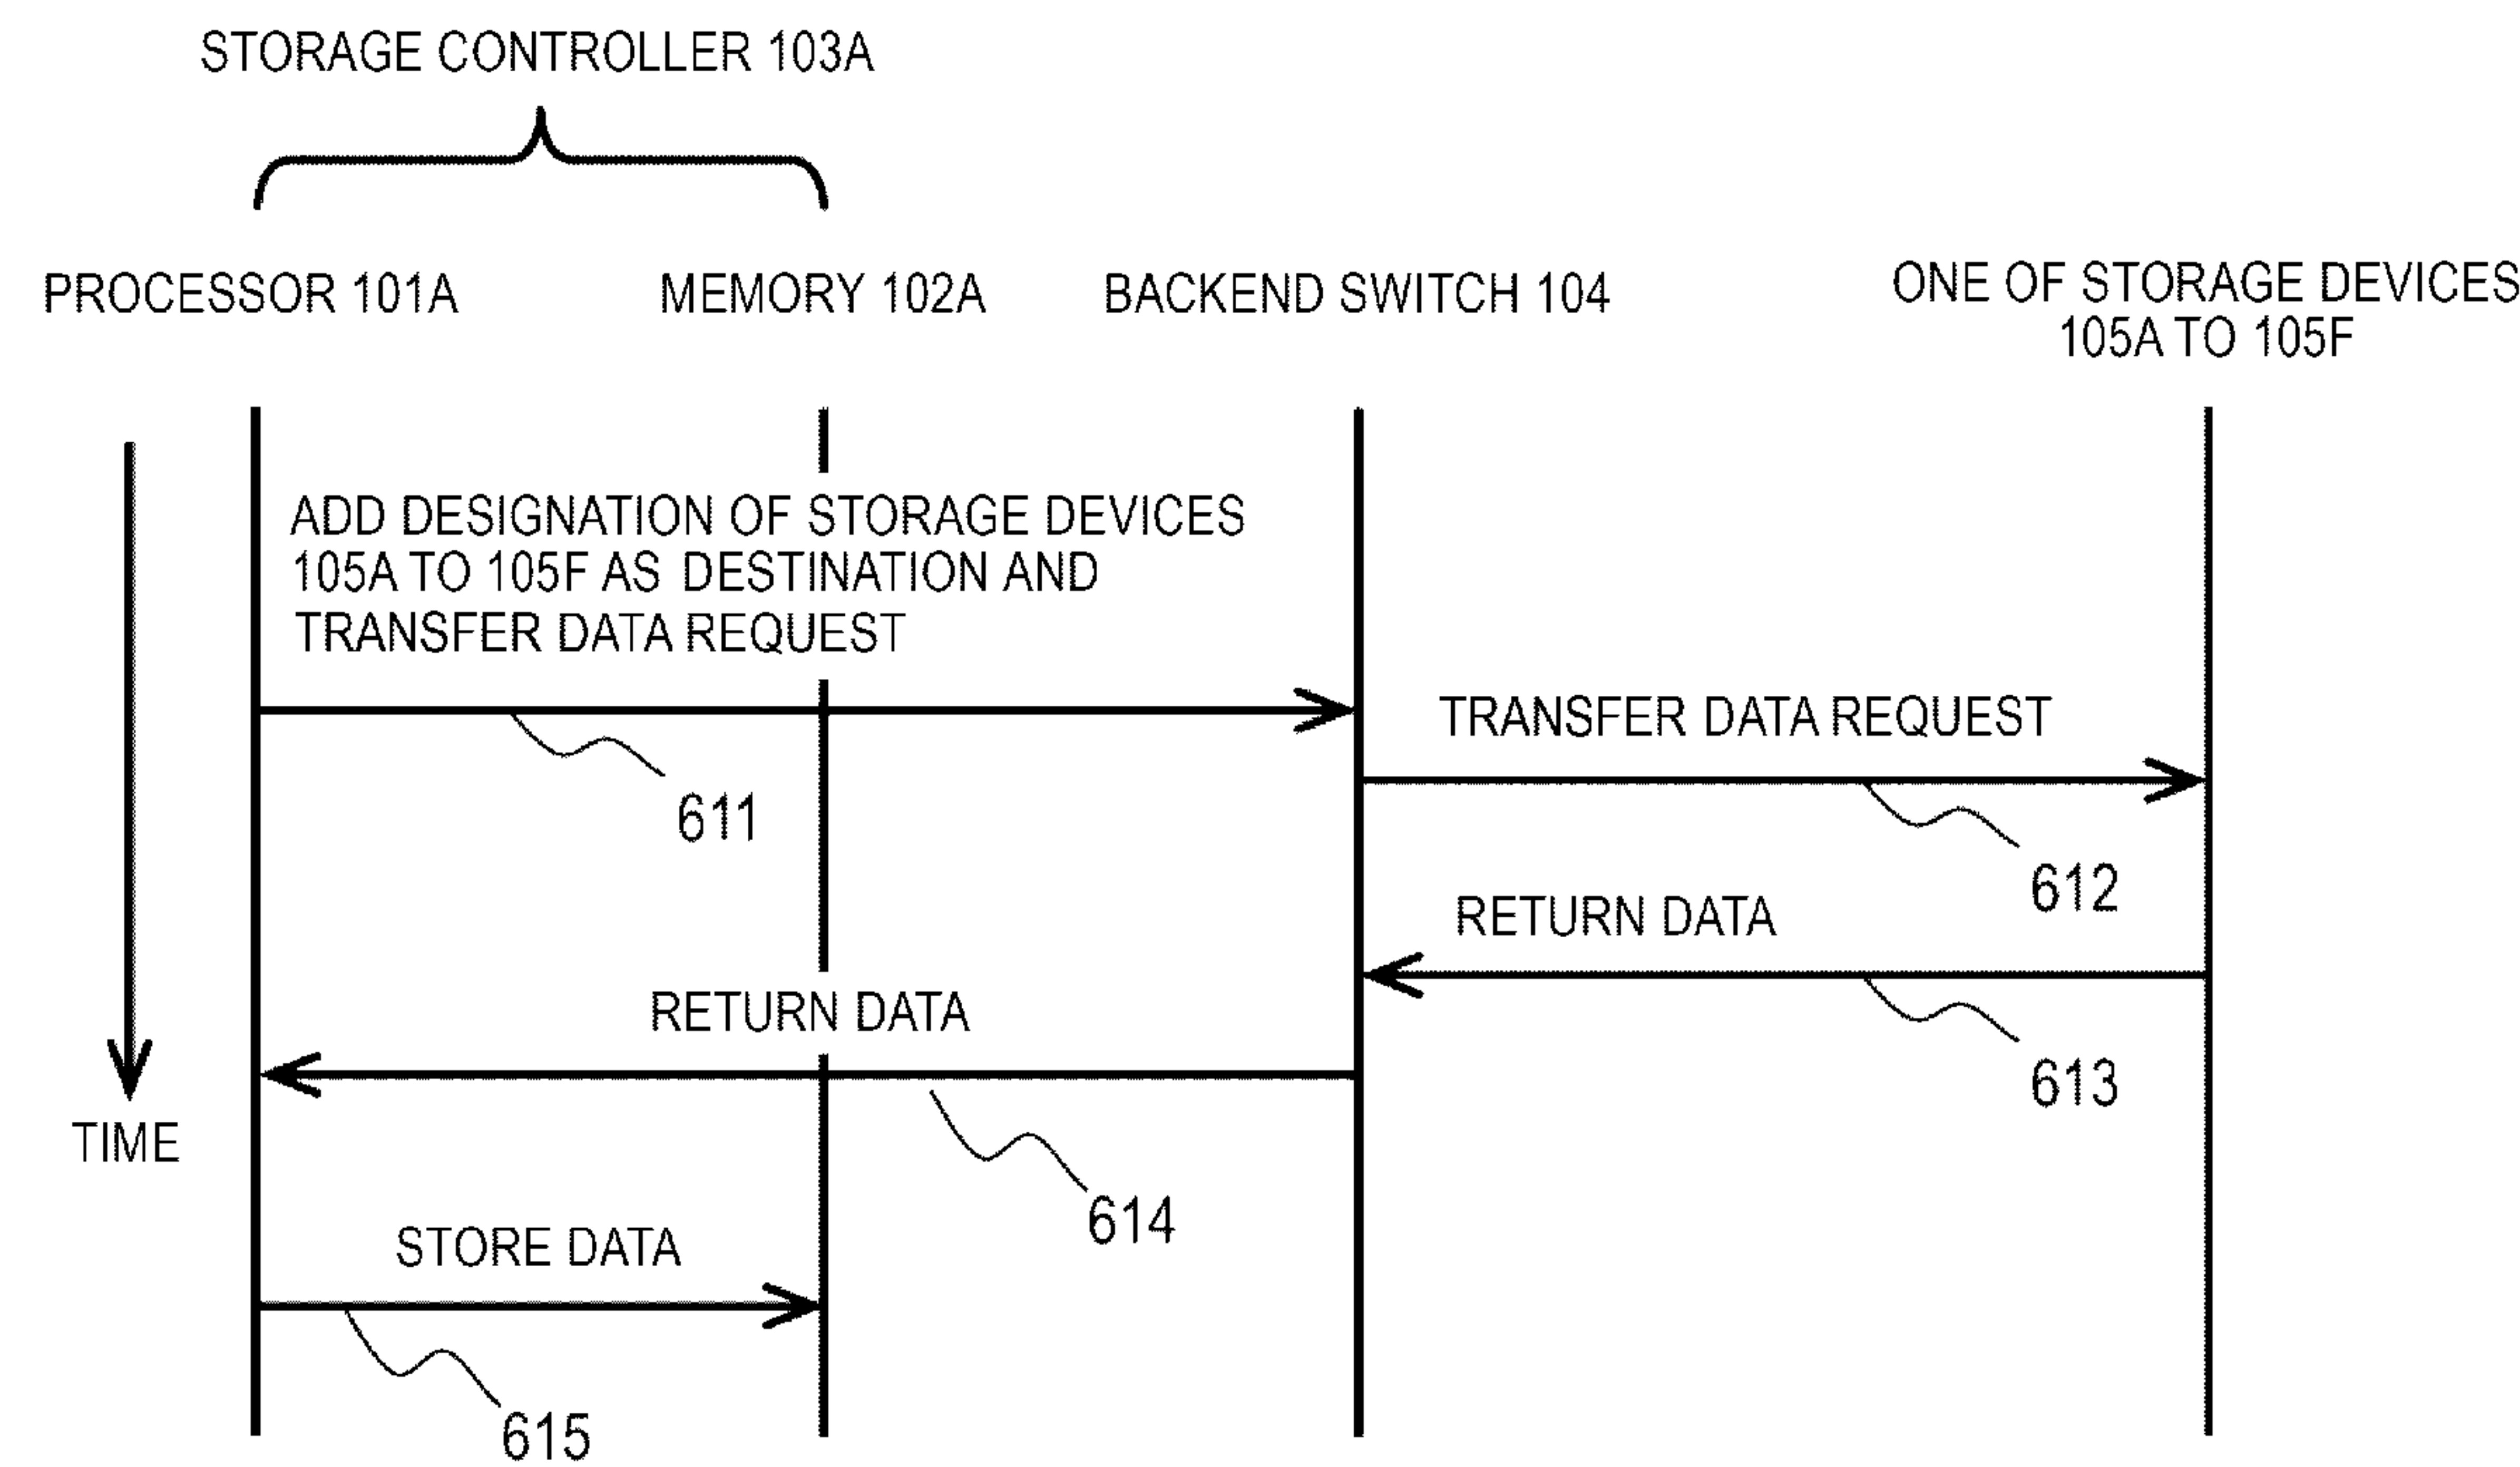 STORAGE CONTROLLER 103A
PROCESSOR 101A
MEMORY 102A
BACKEND SWITCH 104
ONE OF STORAGE DEVICES
105A TO 105F
ADD DESIGNATION OF STORAGE DEVICES
105A TO 105F AS DESTINATION AND
TRANSFER DATA REQUEST
611
TRANSFER DATA REQUEST
612
RETURN DATA
613
RETURN DATA
614
TIME
STORE DATA
615